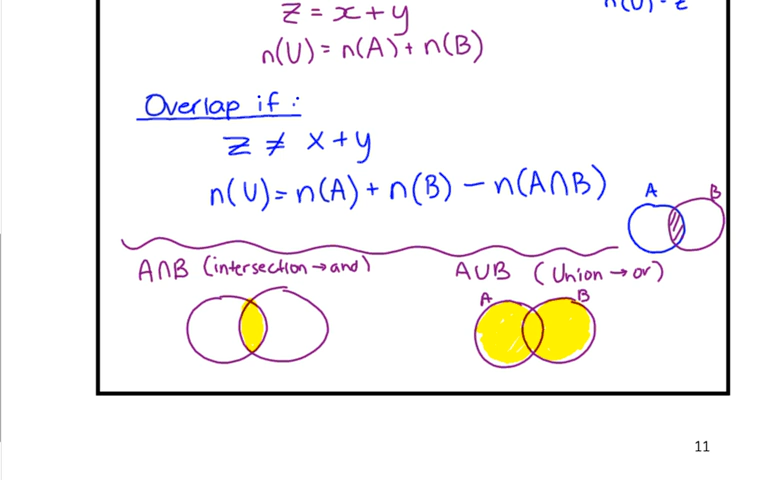 z = x + y
n(U) = n(A) + n(B)
Overlap if :
z ≠ x + y
n(U) = n(A) + n(B) - n(A∩B)
A B
A∩B (intersection → and)
A∪B (Union → or)
A B
11